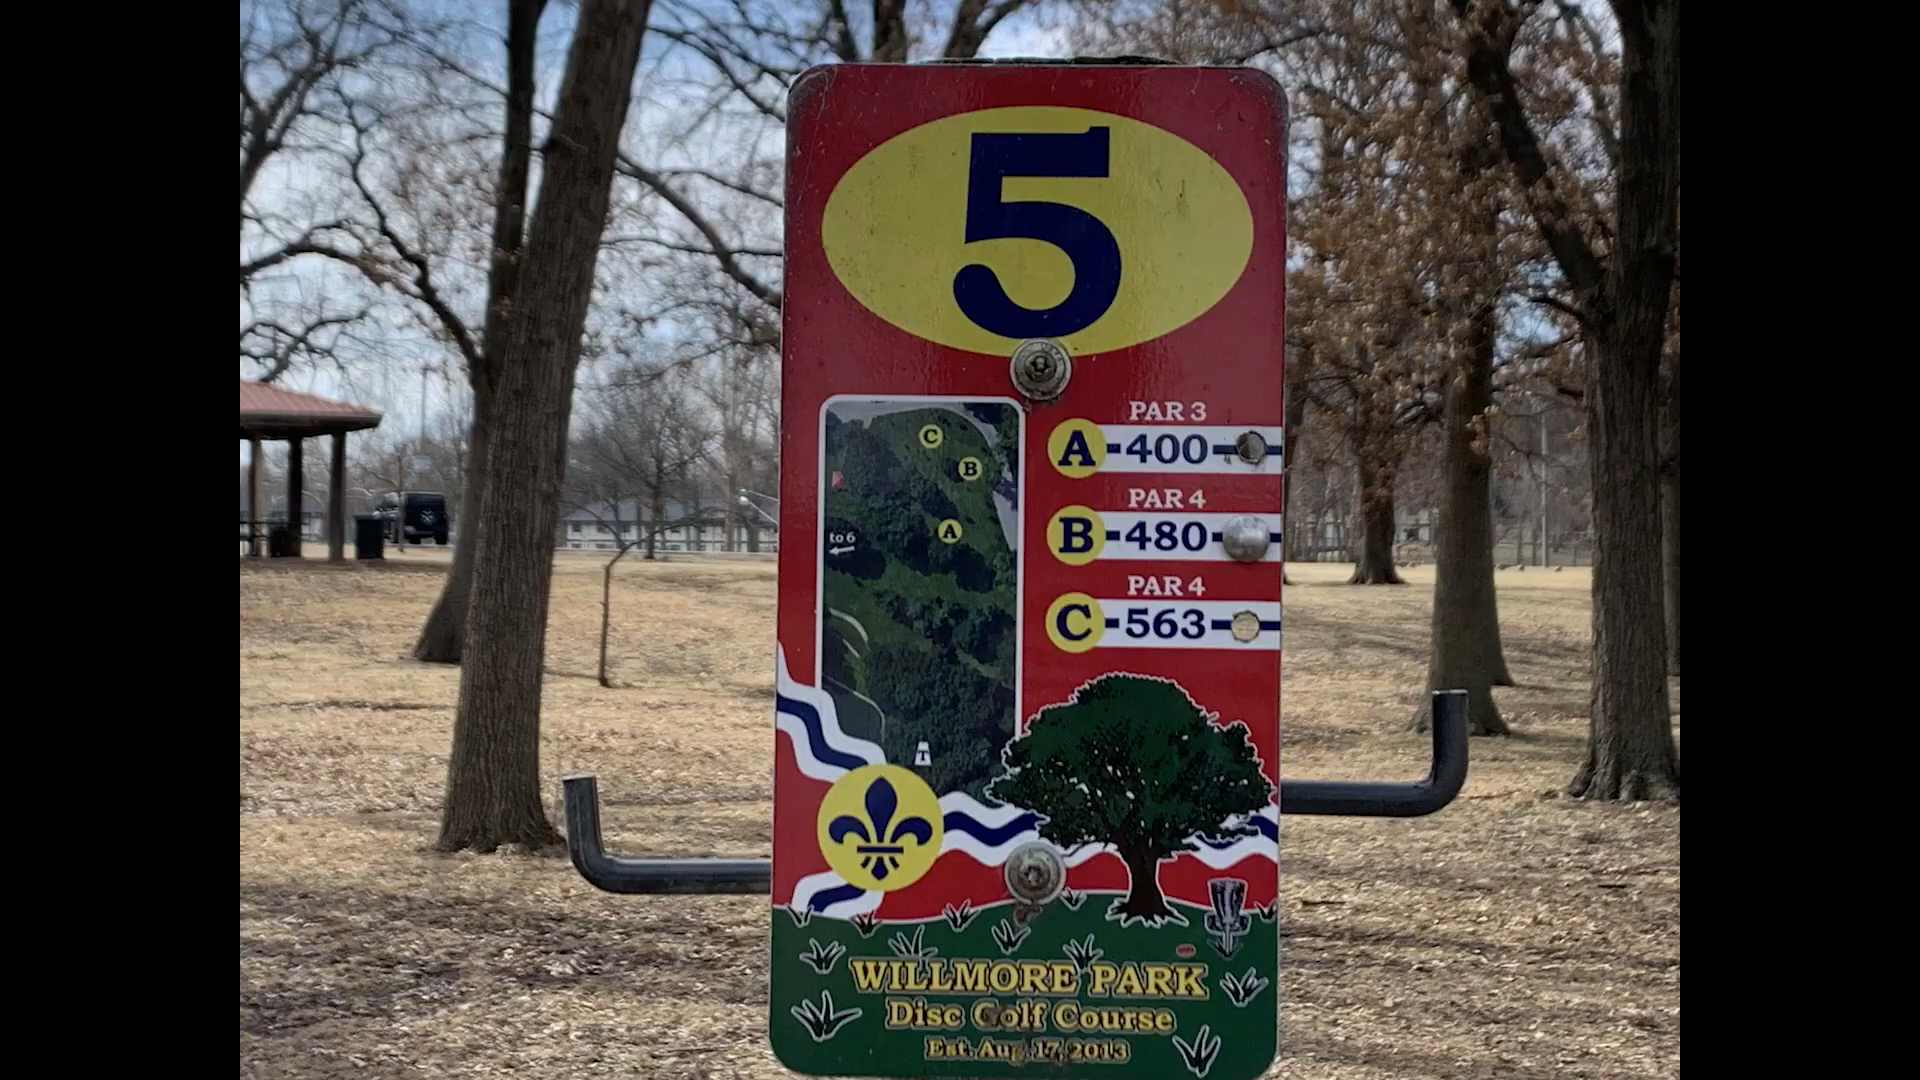 5
PAR 3
A-400
PAR 4
B-480
PAR 4
C-563
C
B
A
to 6
T
WILLMORE PARK
Disc Golf Course
Est. Aug 17, 2013